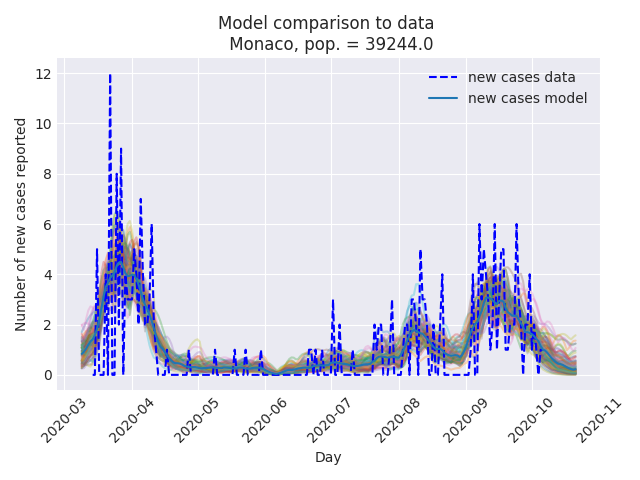 Model comparison to data
Monaco, pop. = 39244.0
new cases data
new cases model
Number of new cases reported
12
10
8
6
4
2
0
2020-03
2020-04
2020-05
2020-06
2020-07
2020-08
2020-09
2020-10
2020-11
Day